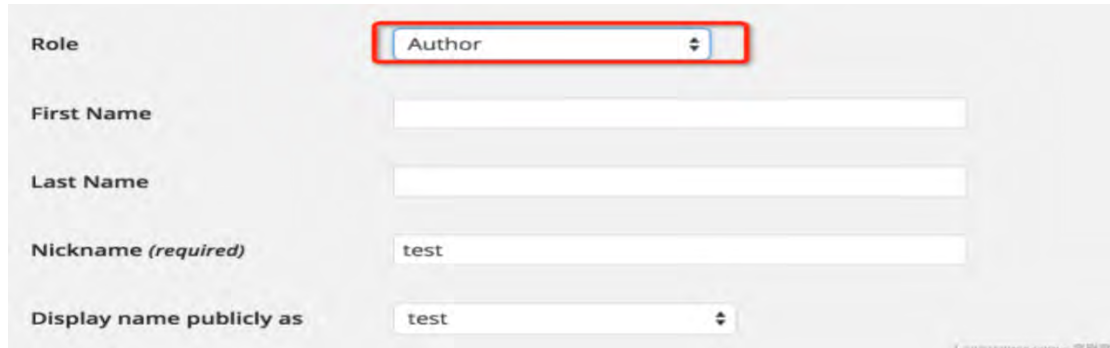 Role Author
First Name
Last Name
Nickname (required) test
Display name publicly as test